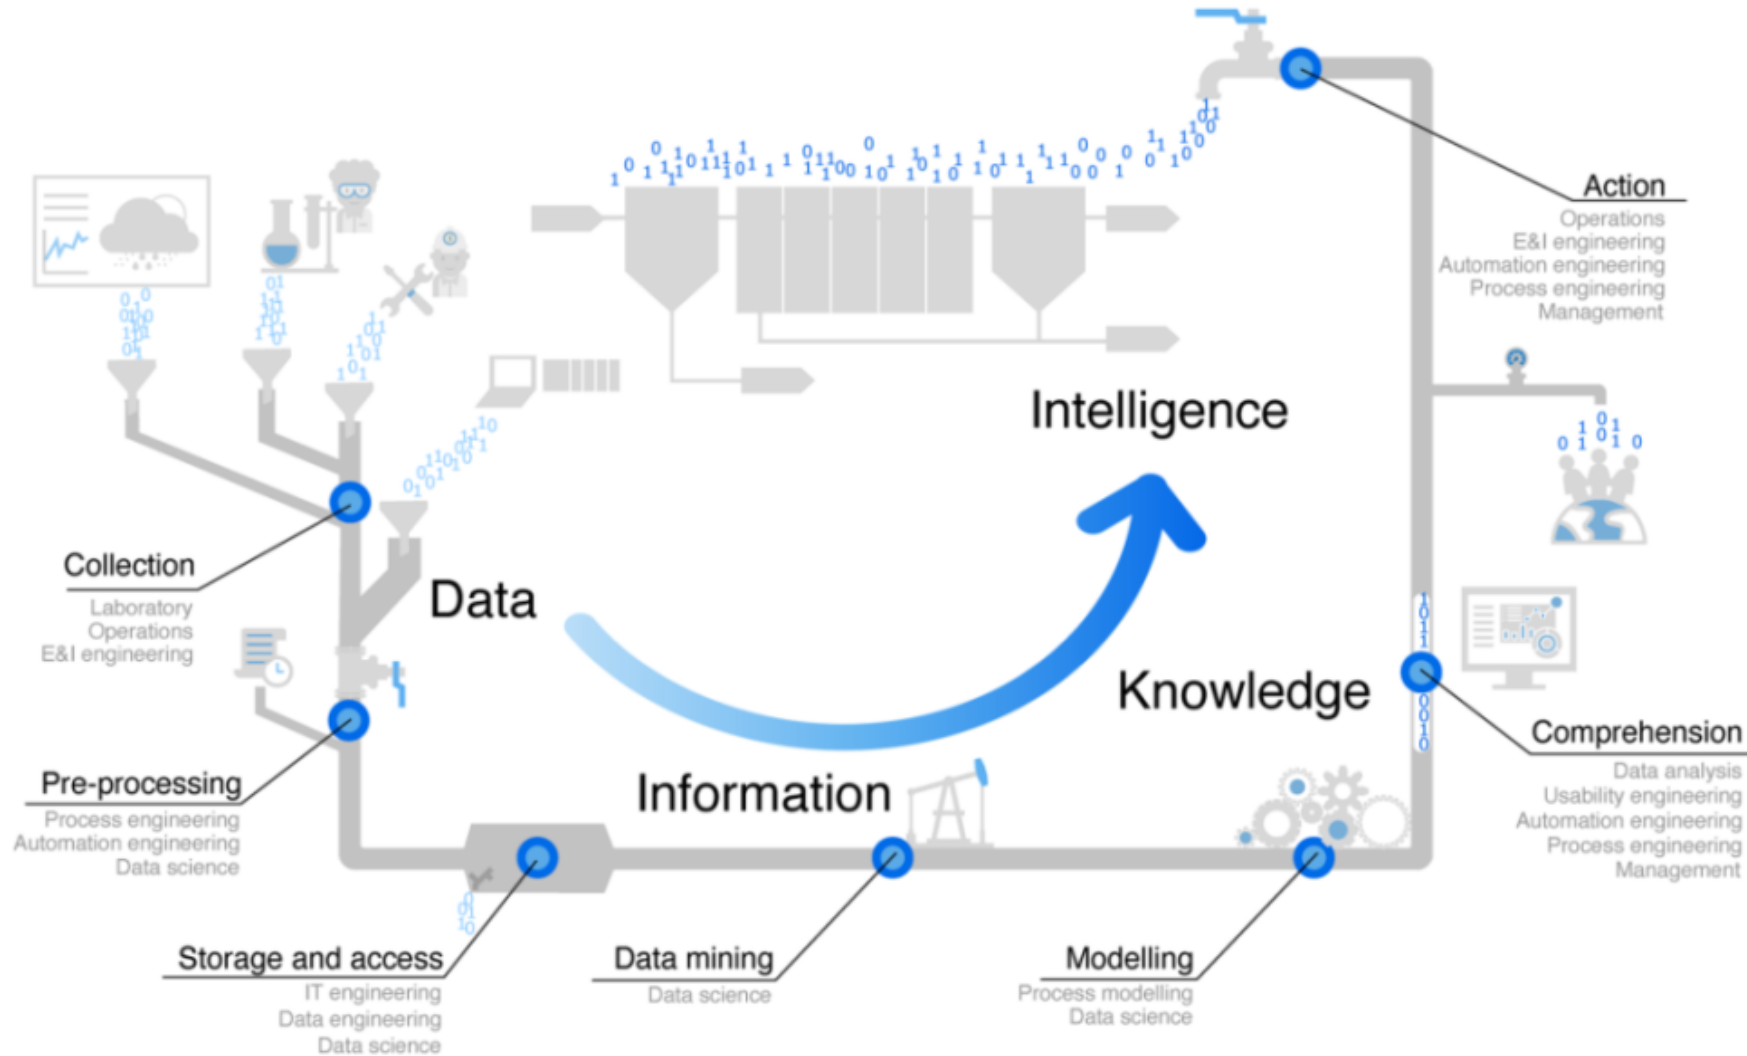 Action
Operations
E&I engineering
Automation engineering
Process engineering
Management
Intelligence
Collection
Laboratory
Operations
E&I engineering
Data
Knowledge
Comprehension
Data analysis
Usability engineering
Automation engineering
Process engineering
Management
Pre-processing
Process engineering
Automation engineering
Data science
Information
Storage and access
IT engineering
Data engineering
Data science
Data mining
Data science
Modelling
Process modelling
Data science